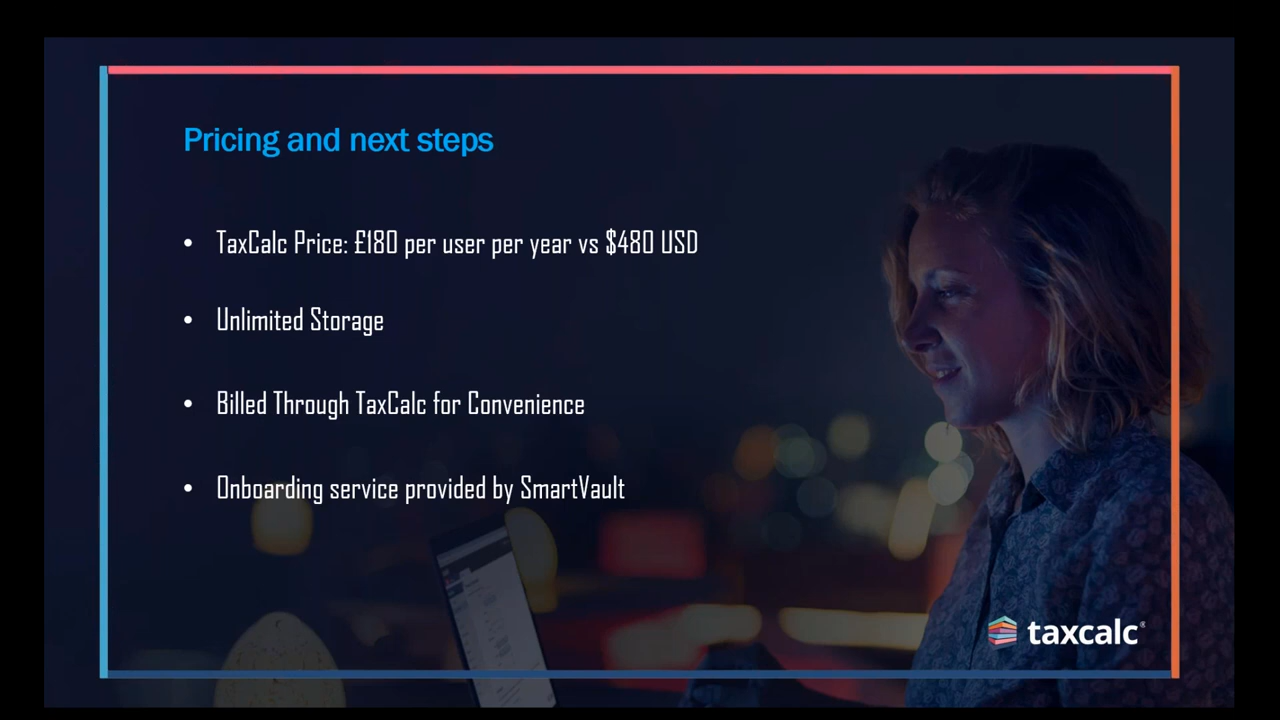 Pricing and next steps
• TaxCalc Price: £180 per user per year vs $480 USD
• Unlimited Storage
• Billed Through TaxCalc for Convenience
• Onboarding service provided by SmartVault
taxcalc®